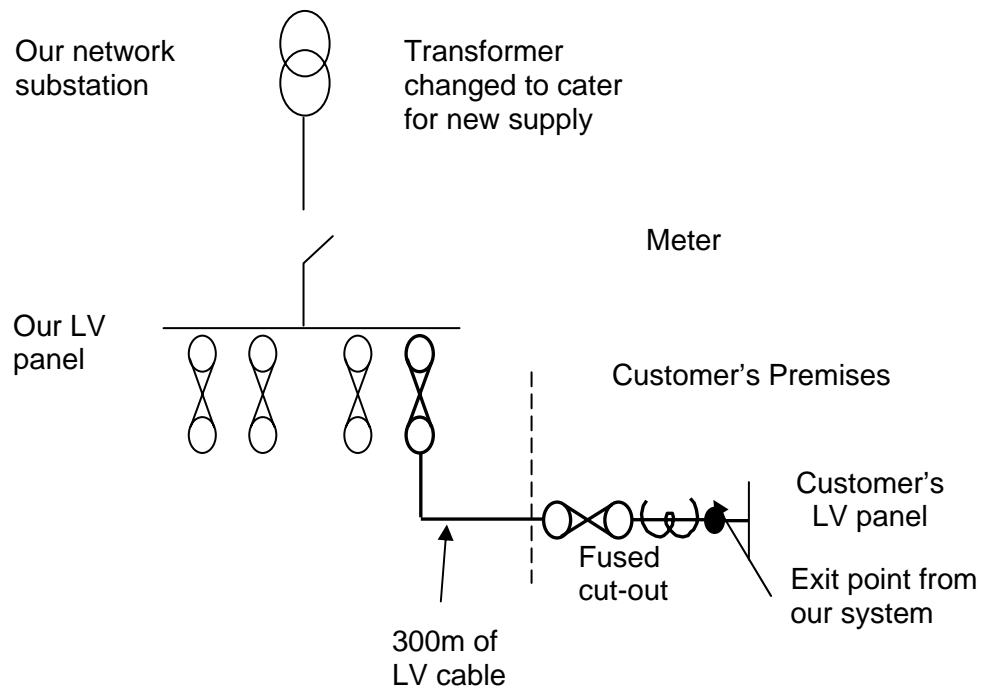 Our network
substation
Transformer
changed to cater
for new supply
Meter
Our LV
panel
Customer’s Premises
Customer’s
LV panel
Fused
cut-out
Exit point from
our system
300m of
LV cable